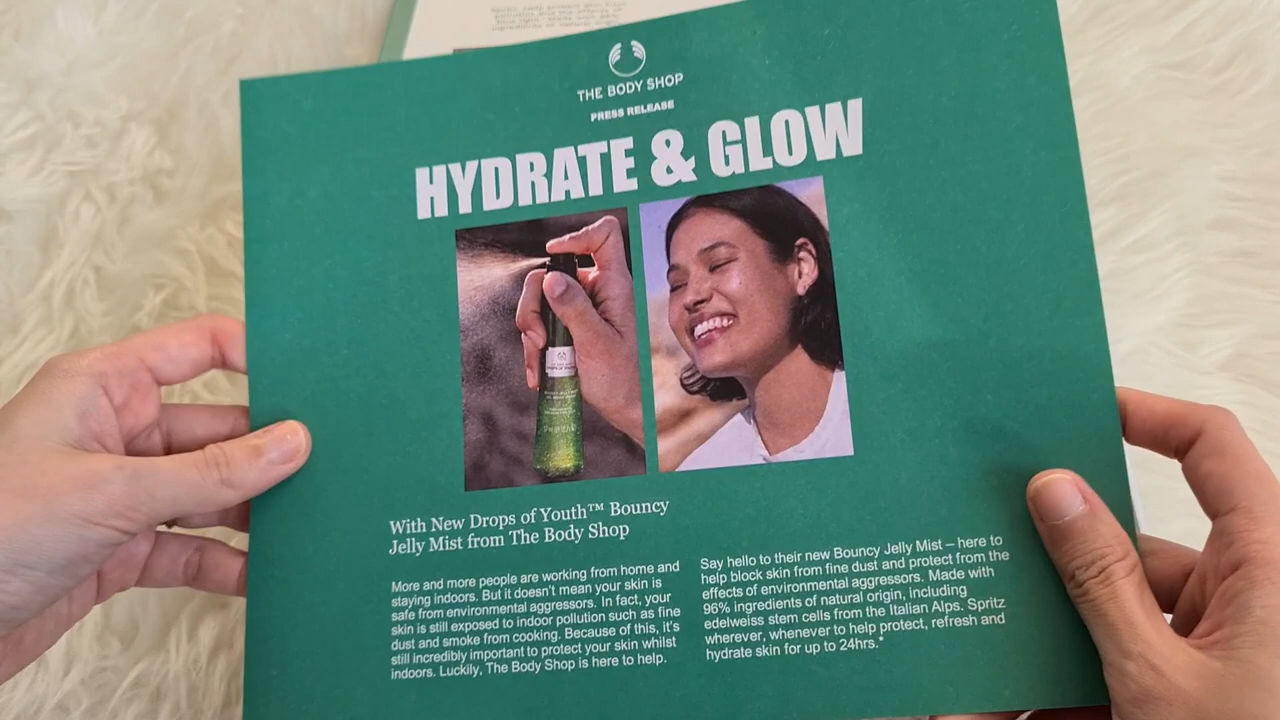 THE BODY SHOP
PRESS RELEASE
HYDRATE & GLOW
With New Drops of Youth™ Bouncy
Jelly Mist from The Body Shop
More and more people are working from home and
staying indoors. But it doesn't mean your skin is
safe from environmental aggressors. In fact, your
skin is still exposed to indoor pollution such as fine
dust and smoke from cooking. Because of this, it's
still incredibly important to protect your skin whilst
indoors. Luckily, The Body Shop is here to help.
Say hello to their new Bouncy Jelly Mist – here to
help block skin from fine dust and protect from the
effects of environmental aggressors. Made with
96% ingredients of natural origin, including
edelweiss stem cells from the Italian Alps. Spritz
wherever, whenever to help protect, refresh and
hydrate skin for up to 24hrs.*